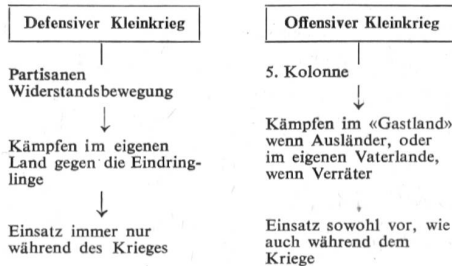 Defensiver Kleinkrieg
Partisanen
Widerstandsbewegung
Kämpfen im eigenen
Land gegen die Eindring-
linge
Einsatz immer nur
während des Krieges
Offensiver Kleinkrieg
5. Kolonne
Kämpfen im «Gastland»
wenn Ausländer, oder
im eigenen Vaterlande,
wenn Verräter
Einsatz sowohl vor, wie
auch während dem
Kriege